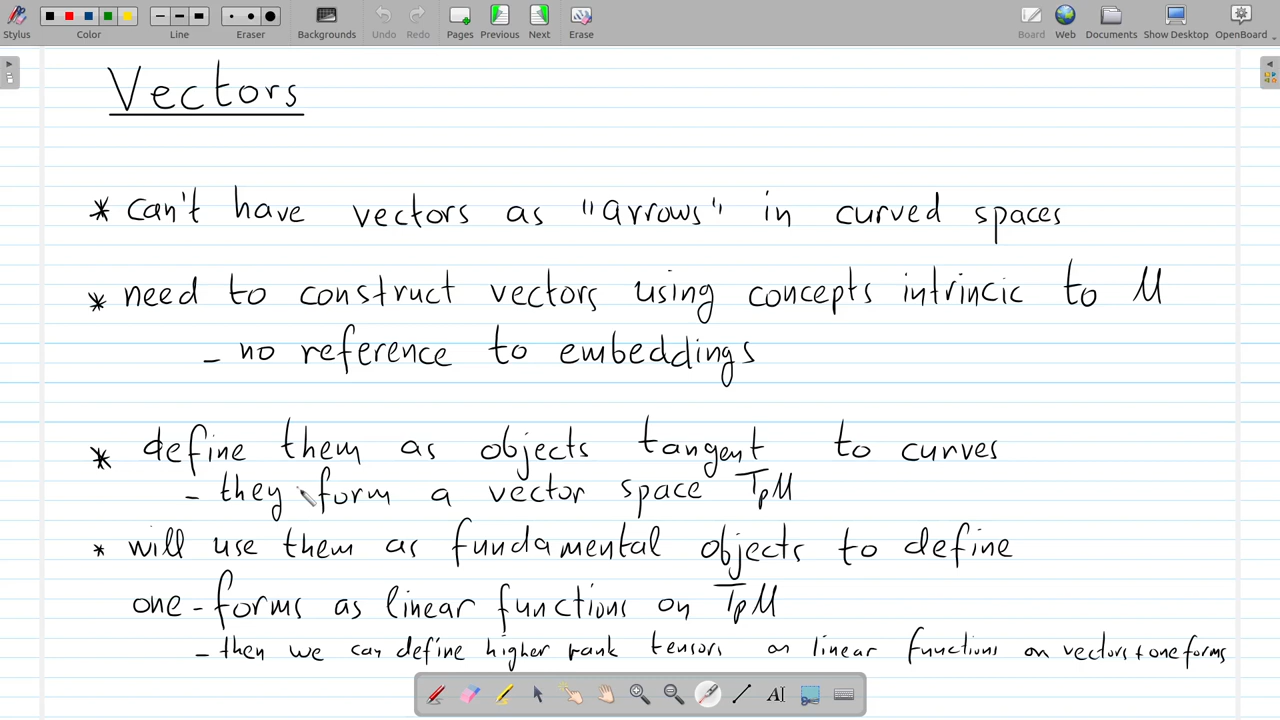 Stylus Color Line Eraser Backgrounds Undo Redo Pages Previous Next Erase Board Web Documents Show Desktop OpenBoard
Vectors
* can't have vectors as "arrows" in curved spaces
* need to construct vectors using concepts intrincic to M
- no reference to embeddings
* define them as objects tangent to curves
- they form a vector space TpM
* will use them as fundamental objects to define
one-forms as linear functions on TpM
- then we can define higher rank tensors as linear functions on vectors + one forms